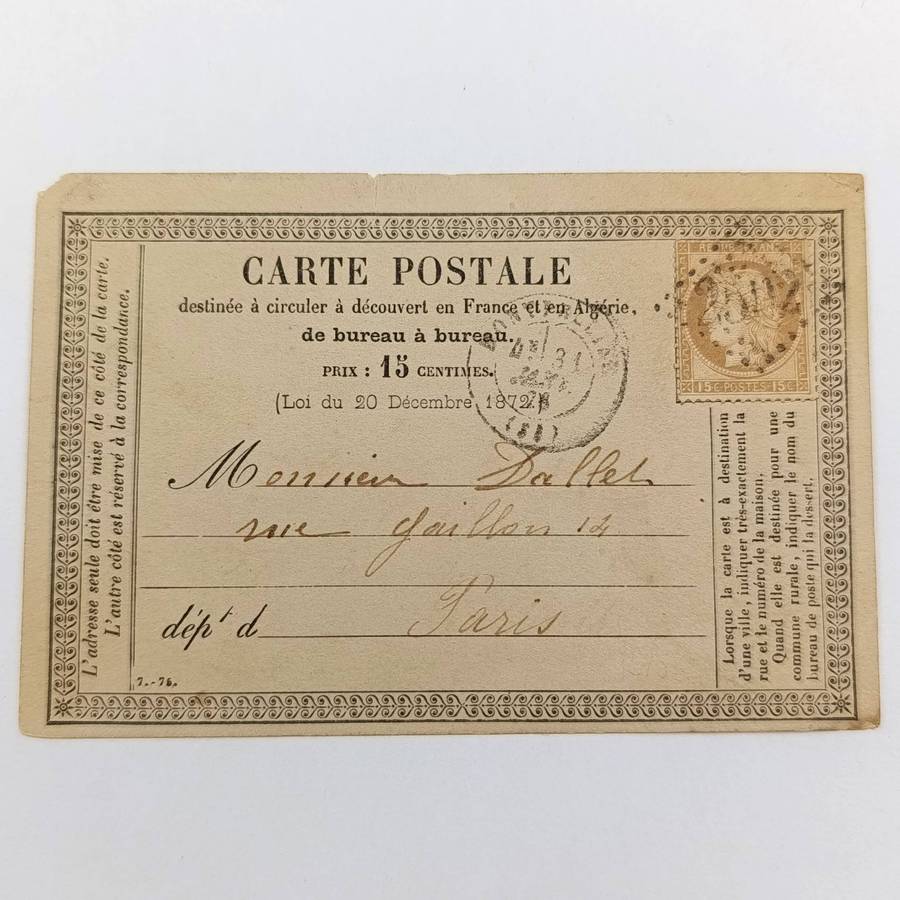 CARTE POSTALE
destinée à circuler à découvert en France et en Algérie,
de bureau à bureau.
PRIX : 15 CENTIMES.
(Loi du 20 Décembre 1872.)
Monsieur Dallet
rue Gaillon 14
dépt d Paris
7.-75.
L'adresse seule doit être mise de ce côté de la carte.
L'autre côté est réservé à la correspondance.
Lorsque la carte est à destination
d'une ville, indiquer très-exactement la
rue et le numéro de la maison.
Quand elle est destinée pour une
commune rurale, indiquer le nom du
bureau de poste qui la dessert.
15 C POSTES 15 C
31
JANV
76